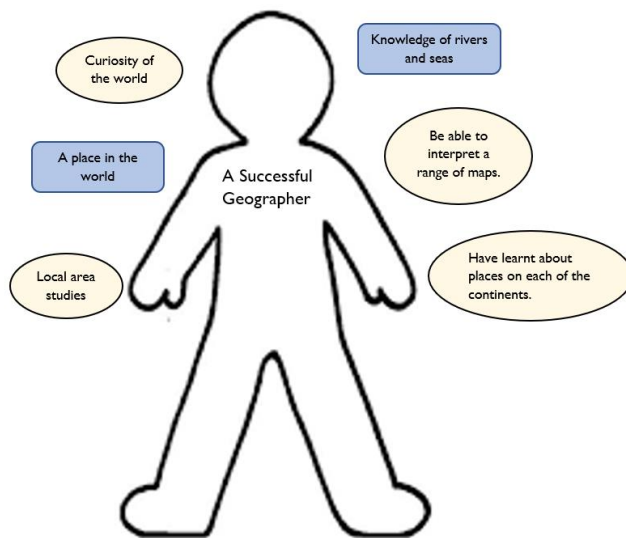 Curiosity of
the world
Knowledge of rivers
and seas
A place in the
world
Be able to
interpret a
range of maps.
A Successful
Geographer
Local area
studies
Have learnt about
places on each of the
continents.